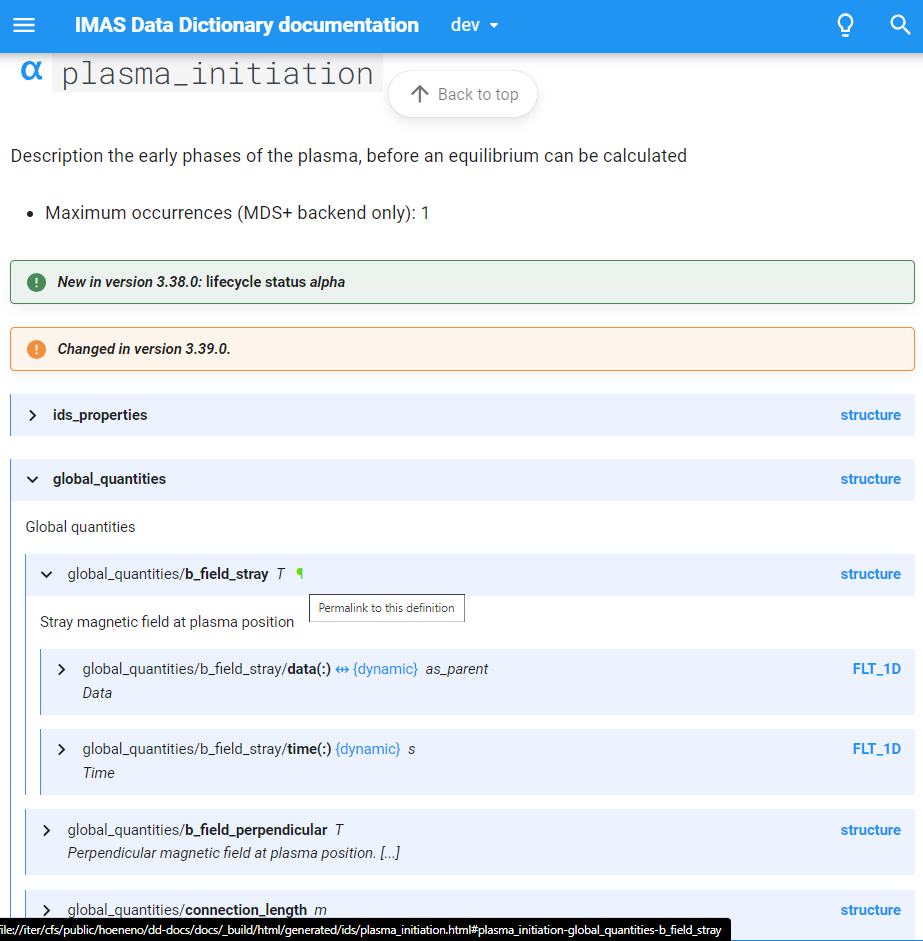 IMAS Data Dictionary documentation dev
α plasma_initiation
Back to top
Description the early phases of the plasma, before an equilibrium can be calculated
• Maximum occurrences (MDS+ backend only): 1
New in version 3.38.0: lifecycle status alpha
Changed in version 3.39.0.
ids_properties structure
global_quantities structure
Global quantities
global_quantities/b_field_stray T ¶ structure
Permalink to this definition
Stray magnetic field at plasma position
global_quantities/b_field_stray/data(:) ↔ {dynamic} as_parent FLT_1D
Data
global_quantities/b_field_stray/time(:) {dynamic} s FLT_1D
Time
global_quantities/b_field_perpendicular T structure
Perpendicular magnetic field at plasma position. [...]
global_quantities/connection_length m structure
file://iter/cfs/public/hoeneno/dd-docs/docs/_build/html/generated/ids/plasma_initiation.html#plasma_initiation-global_quantities-b_field_stray